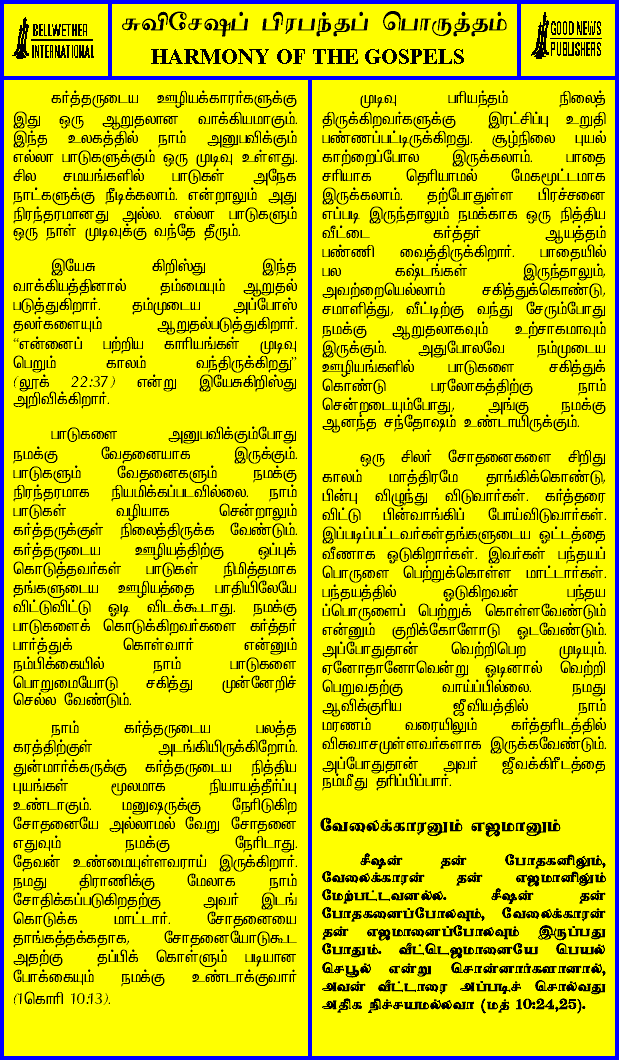 BELLWETHER
INTERNATIONAL
சுவிசேஷப் பிரபந்தப் பொருத்தம்
HARMONY OF THE GOSPELS
GOOD NEWS
PUBLISHERS
கர்த்தருடைய ஊழியக்காரர்களுக்கு
இது ஒரு ஆறுதலான வாக்கியமாகும்.
இந்த உலகத்தில் நாம் அனுபவிக்கும்
எல்லா பாடுகளுக்கும் ஒரு முடிவு உள்ளது.
சில சமயங்களில் பாடுகள் அநேக
நாட்களுக்கு நீடிக்கலாம். என்றாலும் அது
நிரந்தரமானது அல்ல. எல்லா பாடுகளும்
ஒரு நாள் முடிவுக்கு வந்தே தீரும்.
இயேசு கிறிஸ்து இந்த
வாக்கியத்தினால் தம்மையும் ஆறுதல்
படுத்துகிறார். தம்முடைய அப்போஸ்
தலர்களையும் ஆறுதல்படுத்துகிறார்.
"என்னைப் பற்றிய காரியங்கள் முடிவு
பெறும் காலம் வந்திருக்கிறது"
(லூக் 22:37) என்று இயேசுகிறிஸ்து
அறிவிக்கிறார்.
பாடுகளை அனுபவிக்கும்போது
நமக்கு வேதனையாக இருக்கும்.
பாடுகளும் வேதனைகளும் நமக்கு
நிரந்தரமாக நியமிக்கப்படவில்லை. நாம்
பாடுகள் வழியாக சென்றாலும்
கர்த்தருக்குள் நிலைத்திருக்க வேண்டும்.
கர்த்தருடைய ஊழியத்திற்கு ஒப்புக்
கொடுத்தவர்கள் பாடுகள் நிமித்தமாக
தங்களுடைய ஊழியத்தை பாதியிலேயே
விட்டுவிட்டு ஓடி விடக்கூடாது. நமக்கு
பாடுகளைக் கொடுக்கிறவர்களை கர்த்தர்
பார்த்துக் கொள்வார் என்னும்
நம்பிக்கையில் நாம் பாடுகளை
பொறுமையோடு சகித்து முன்னேறிச்
செல்ல வேண்டும்.
நாம் கர்த்தருடைய பலத்த
கரத்திற்குள் அடங்கியிருக்கிறோம்.
துன்மார்க்கருக்கு கர்த்தருடைய நித்திய
புயங்கள் மூலமாக நியாயத்தீர்ப்பு
உண்டாகும். மனுஷருக்கு நேரிடுகிற
சோதனையே அல்லாமல் வேறு சோதனை
எதுவும் நமக்கு நேரிடாது.
தேவன் உண்மையுள்ளவராய் இருக்கிறார்.
நமது திராணிக்கு மேலாக நாம்
சோதிக்கப்படுகிறதற்கு அவர் இடங்
கொடுக்க மாட்டார். சோதனையை
தாங்கத்தக்கதாக, சோதனையோடுகூட
அதற்கு தப்பிக் கொள்ளும் படியான
போக்கையும் நமக்கு உண்டாக்குவார்
(1கொரி 10:13).
முடிவு பரியந்தம் நிலைத்
திருக்கிறவர்களுக்கு இரட்சிப்பு உறுதி
பண்ணப்பட்டிருக்கிறது. சூழ்நிலை புயல்
காற்றைப்போல இருக்கலாம். பாதை
சரியாக தெரியாமல் மேகமூட்டமாக
இருக்கலாம். தற்போதுள்ள பிரச்சனை
எப்படி இருந்தாலும் நமக்காக ஒரு நித்திய
வீட்டை கர்த்தர் ஆயத்தம்
பண்ணி வைத்திருக்கிறார். பாதையில்
பல கஷ்டங்கள் இருந்தாலும்,
அவற்றையெல்லாம் சகித்துக்கொண்டு,
சமாளித்து, வீட்டிற்கு வந்து சேரும்போது
நமக்கு ஆறுதலாகவும் உற்சாகமாவும்
இருக்கும். அதுபோலவே நம்முடைய
ஊழியங்களில் பாடுகளை சகித்துக்
கொண்டு பரலோகத்திற்கு நாம்
சென்றடையும்போது, அங்கு நமக்கு
ஆனந்த சந்தோஷம் உண்டாயிருக்கும்.
ஒரு சிலர் சோதனைகளை சிறிது
காலம் மாத்திரமே தாங்கிக்கொண்டு,
பின்பு விழுந்து விடுவார்கள். கர்த்தரை
விட்டு பின்வாங்கிப் போய்விடுவார்கள்.
இப்படிப்பட்டவர்கள்தங்களுடைய ஓட்டத்தை
வீணாக ஓடுகிறார்கள். இவர்கள் பந்தயப்
பொருளை பெற்றுக்கொள்ள மாட்டார்கள்.
பந்தயத்தில் ஓடுகிறவன் பந்தய
ப்பொருளைப் பெற்றுக் கொள்ளவேண்டும்
என்னும் குறிக்கோளோடு ஓடவேண்டும்.
அப்போதுதான் வெற்றிபெற முடியும்.
ஏனோதானோவென்று ஓடினால் வெற்றி
பெறுவதற்கு வாய்ப்பில்லை. நமது
ஆவிக்குரிய ஜீவியத்தில் நாம்
மரணம் வரையிலும் கர்த்தரிடத்தில்
விசுவாசமுள்ளவர்களாக இருக்கவேண்டும்.
அப்போதுதான் அவர் ஜீவக்கிரீடத்தை
நம்மீது தரிப்பிப்பார்.
வேலைக்காரனும் எஜமானும்
சீஷன் தன் போதகனிலும்,
வேலைக்காரன் தன் எஜமானிலும்
மேற்பட்டவனல்ல. சீஷன் தன்
போதகனைப்போலவும், வேலைக்காரன்
தன் எஜமானைப்போலவும் இருப்பது
போதும். வீட்டெஜமானையே பெயல்
செபூல் என்று சொன்னார்களானால்,
அவன் வீட்டாரை அப்படிச் சொல்வது
அதிக நிச்சயமல்லவா (மத் 10:24,25).